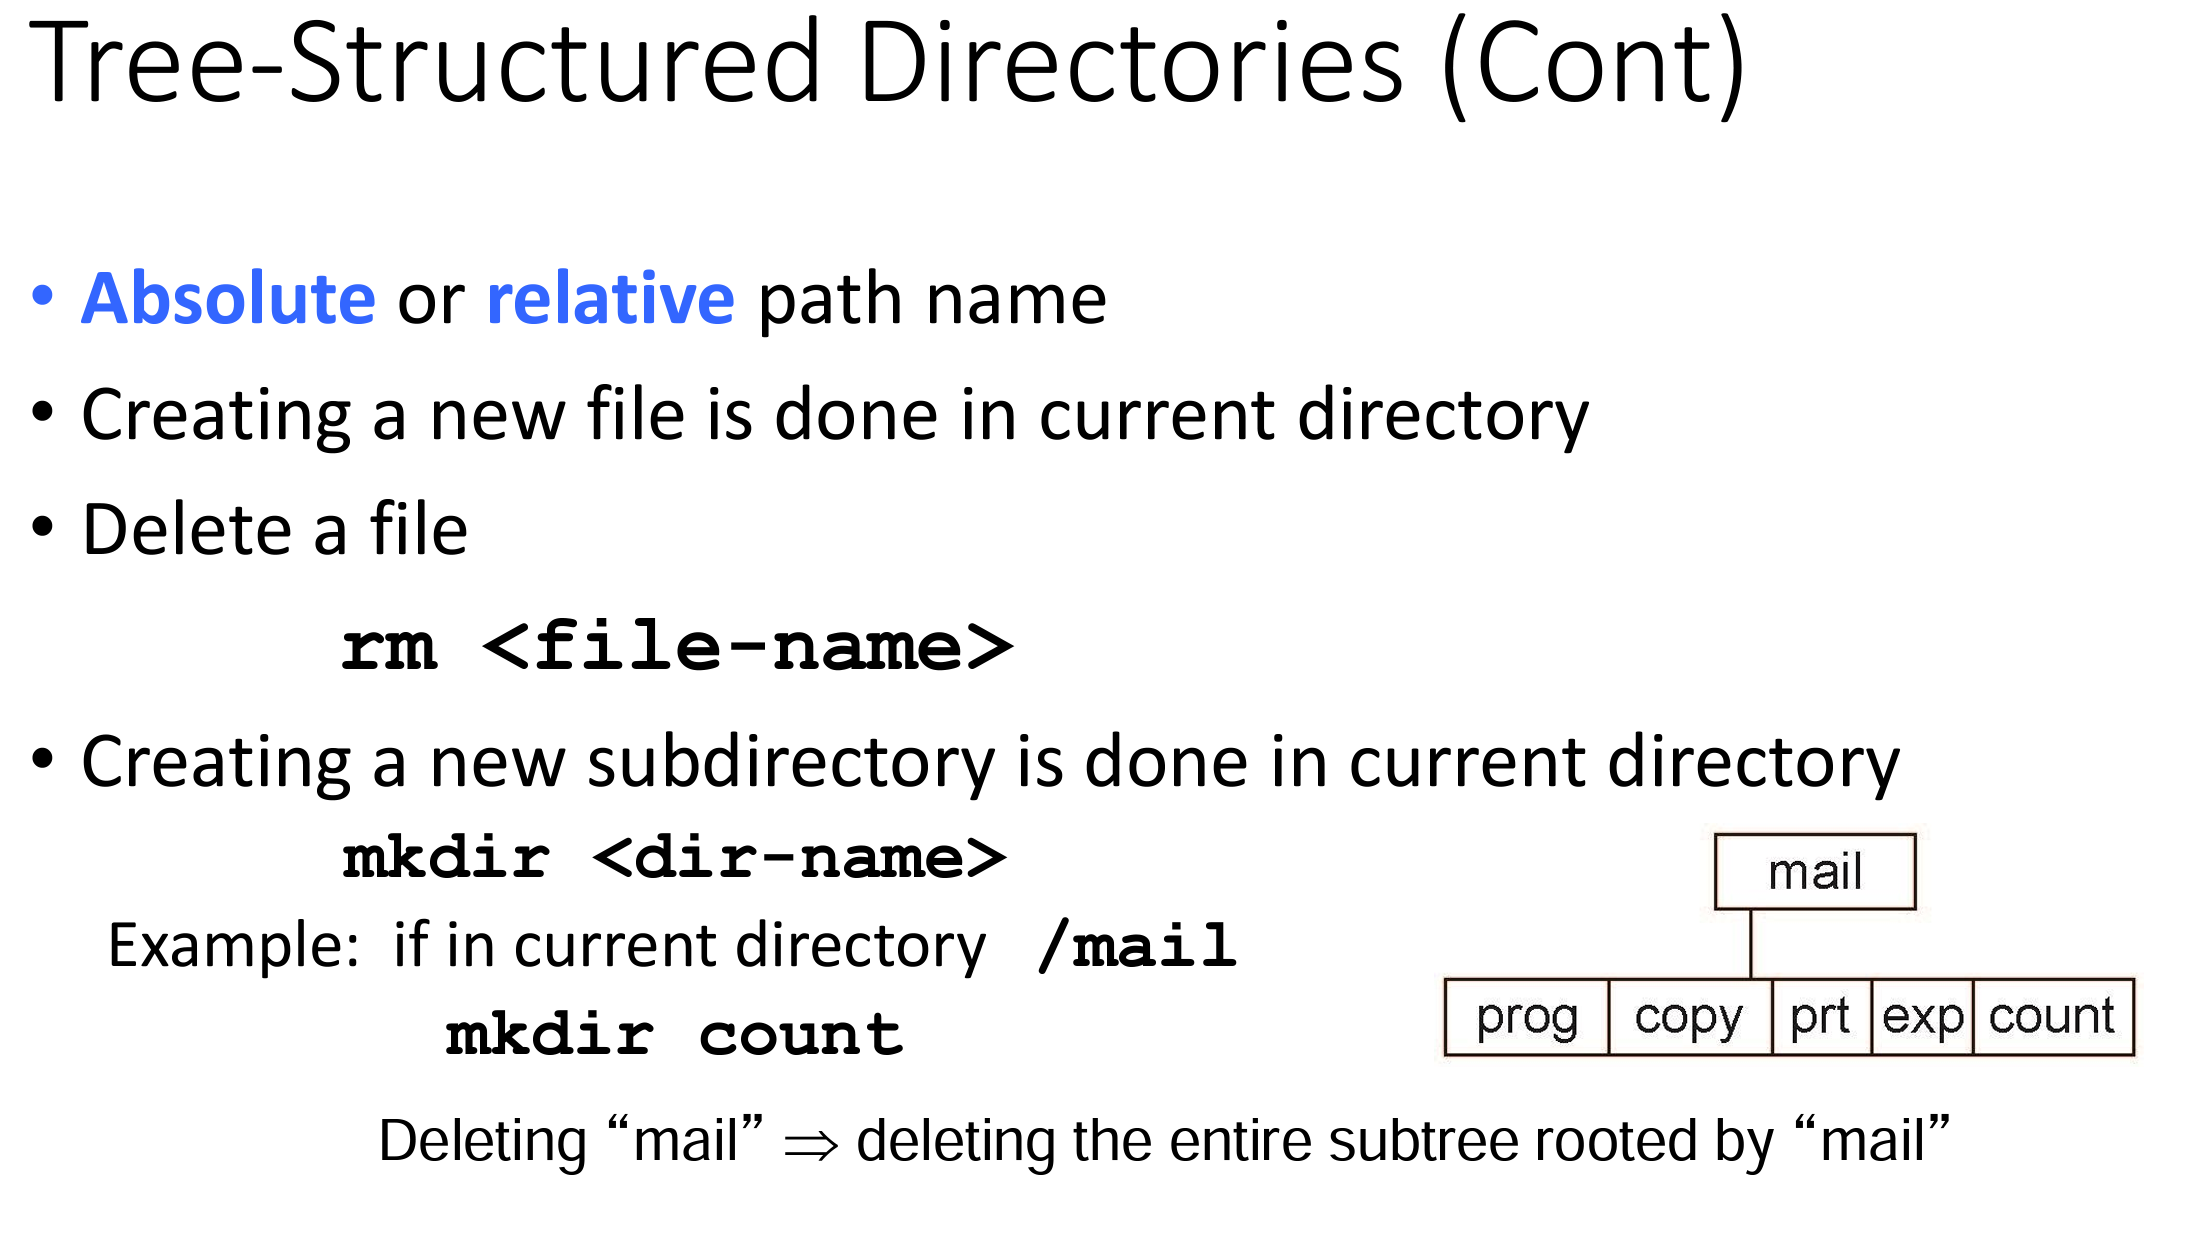 Tree-Structured Directories (Cont)
• Absolute or relative path name
• Creating a new file is done in current directory
• Delete a file
rm <file-name>
• Creating a new subdirectory is done in current directory
mkdir <dir-name>
Example: if in current directory /mail
mkdir count
mail
prog copy prt exp count
Deleting “mail” ⇒ deleting the entire subtree rooted by “mail”